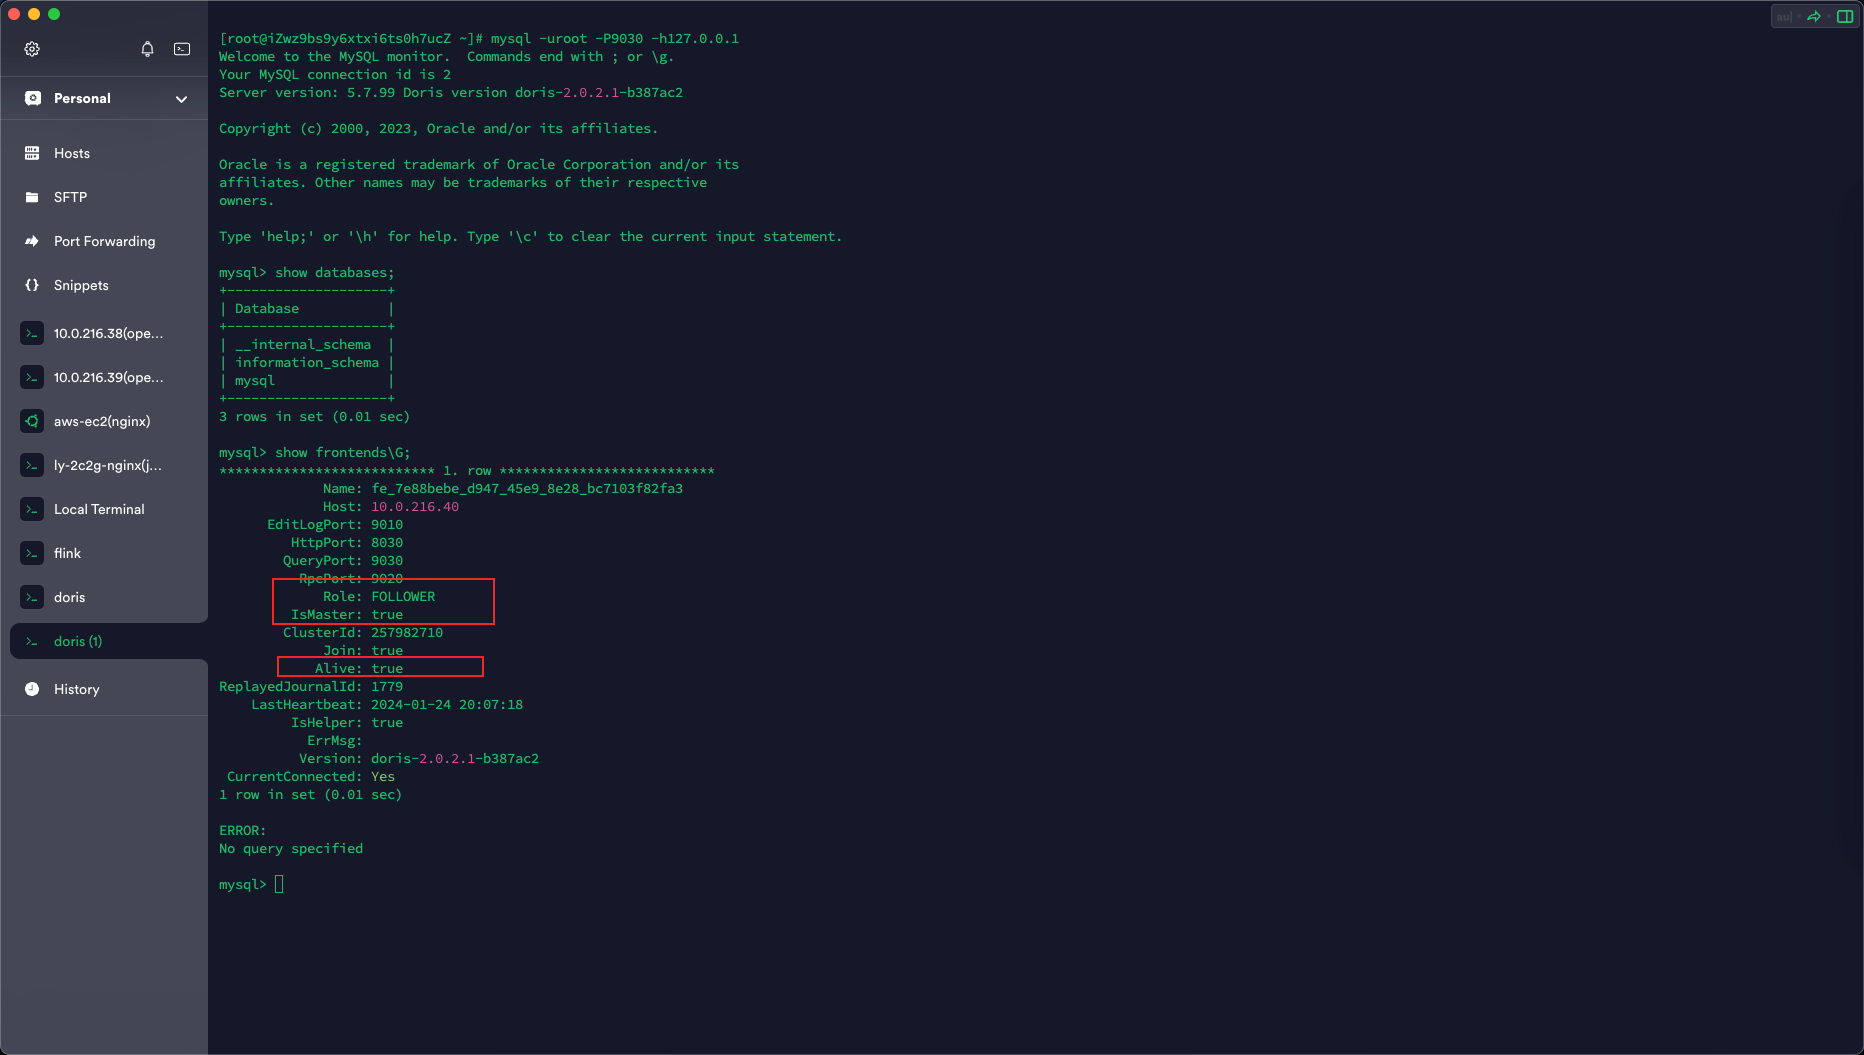 au
Personal
Hosts
SFTP
Port Forwarding
Snippets
10.0.216.38(ope...
10.0.216.39(ope...
aws-ec2(nginx)
ly-2c2g-nginx(j...
Local Terminal
flink
doris
doris (1)
History
[root@iZwz9bs9y6xtxi6ts0h7ucZ ~]# mysql -uroot -P9030 -h127.0.0.1
Welcome to the MySQL monitor.  Commands end with ; or \g.
Your MySQL connection id is 2
Server version: 5.7.99 Doris version doris-2.0.2.1-b387ac2
Copyright (c) 2000, 2023, Oracle and/or its affiliates.
Oracle is a registered trademark of Oracle Corporation and/or its
affiliates. Other names may be trademarks of their respective
owners.
Type 'help;' or '\h' for help. Type '\c' to clear the current input statement.
mysql> show databases;
+--------------------+
| Database           |
+--------------------+
| __internal_schema  |
| information_schema |
| mysql              |
+--------------------+
3 rows in set (0.01 sec)
mysql> show frontends\G;
*************************** 1. row ***************************
Name: fe_7e88bebe_d947_45e9_8e28_bc7103f82fa3
Host: 10.0.216.40
EditLogPort: 9010
HttpPort: 8030
QueryPort: 9030
RpcPort: 9020
Role: FOLLOWER
IsMaster: true
ClusterId: 257982710
Join: true
Alive: true
ReplayedJournalId: 1779
LastHeartbeat: 2024-01-24 20:07:18
IsHelper: true
ErrMsg:
Version: doris-2.0.2.1-b387ac2
CurrentConnected: Yes
1 row in set (0.01 sec)
ERROR:
No query specified
mysql>